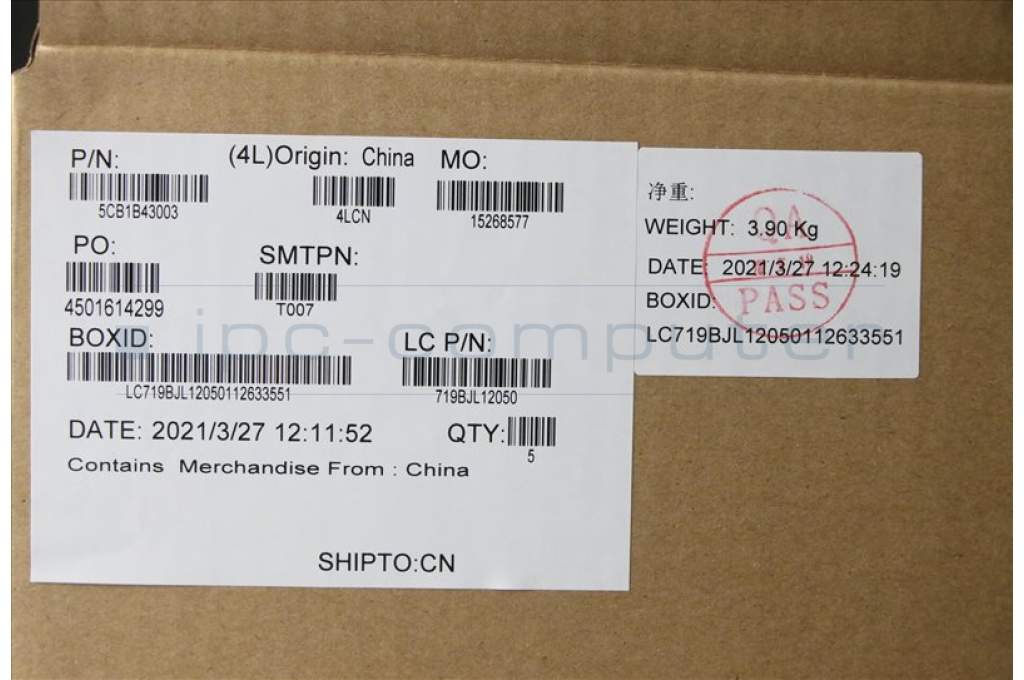 P/N: (4L)Origin: China MO:
5CB1B43003 4LCN 15268577
PO: SMTPN:
4501614299 T007
BOXID: LC P/N:
LC719BJL12050112633551 719BJL12050
DATE: 2021/3/27 12:11:52 QTY:
5
Contains Merchandise From : China
SHIPTO:CN
净重:
WEIGHT: 3.90 Kg
DATE: 2021/3/27 12:24:19
BOXID:
LC719BJL12050112633551
QA
PASS
ipc-computer